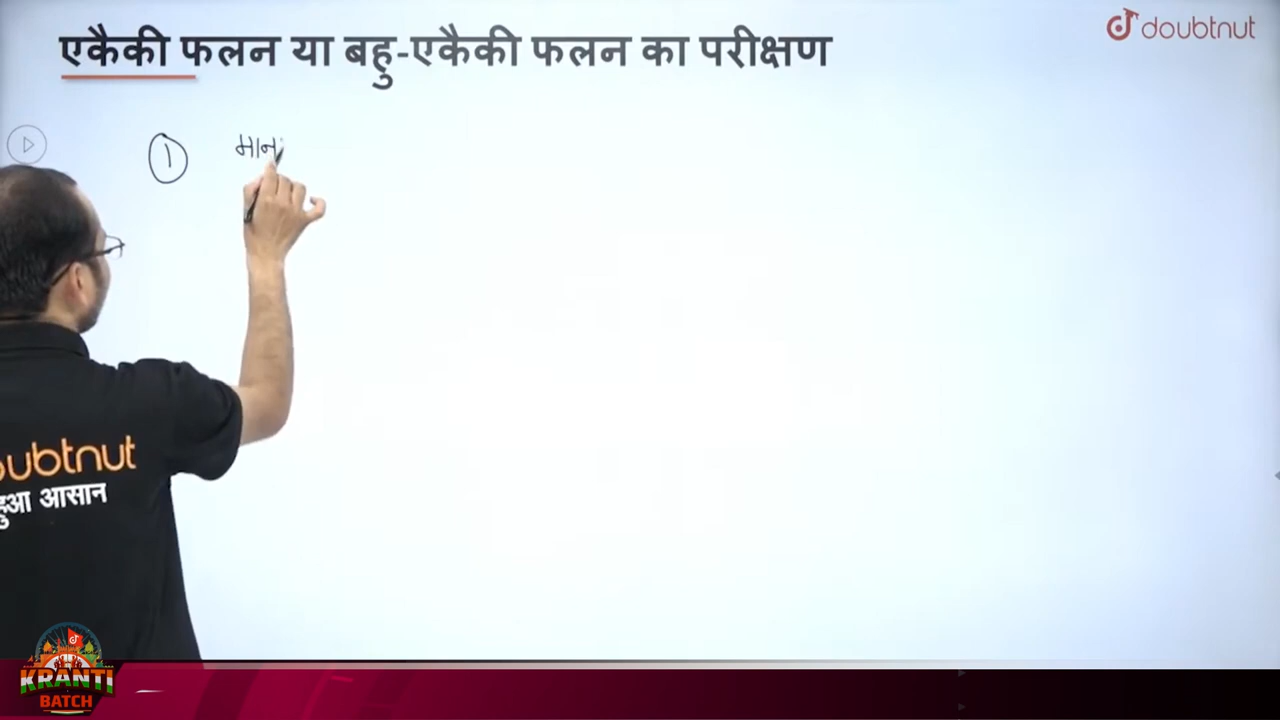 एकैकी फलन या बहु-एकैकी फलन का परीक्षण
doubtnut
1 मान
oubtnut
हुआ आसान
KRANTI
BATCH